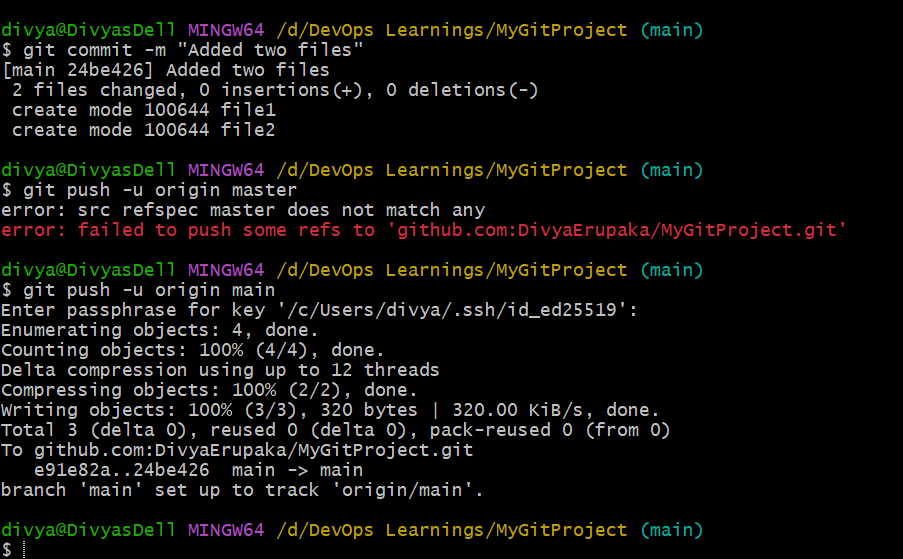 divya@DivyasDell MINGW64 /d/DevOps Learnings/MyGitProject (main)
$ git commit -m "Added two files"
[main 24be426] Added two files
 2 files changed, 0 insertions(+), 0 deletions(-)
 create mode 100644 file1
 create mode 100644 file2
divya@DivyasDell MINGW64 /d/DevOps Learnings/MyGitProject (main)
$ git push -u origin master
error: src refspec master does not match any
error: failed to push some refs to 'github.com:DivyaErupaka/MyGitProject.git'
divya@DivyasDell MINGW64 /d/DevOps Learnings/MyGitProject (main)
$ git push -u origin main
Enter passphrase for key '/c/Users/divya/.ssh/id_ed25519':
Enumerating objects: 4, done.
Counting objects: 100% (4/4), done.
Delta compression using up to 12 threads
Compressing objects: 100% (2/2), done.
Writing objects: 100% (3/3), 320 bytes | 320.00 KiB/s, done.
Total 3 (delta 0), reused 0 (delta 0), pack-reused 0 (from 0)
To github.com:DivyaErupaka/MyGitProject.git
   e91e82a..24be426  main -> main
branch 'main' set up to track 'origin/main'.
divya@DivyasDell MINGW64 /d/DevOps Learnings/MyGitProject (main)
$